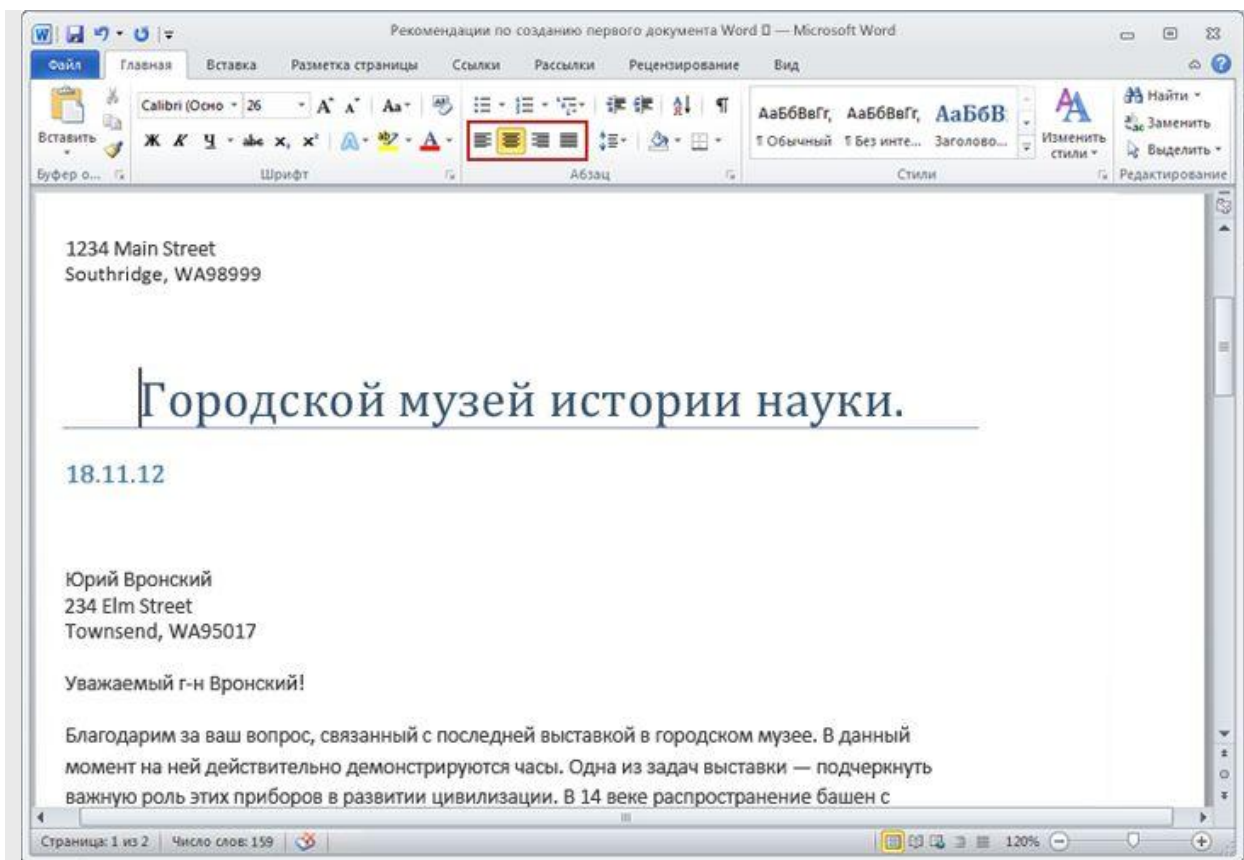 Рекомендации по созданию первого документа Word — Microsoft Word
Файл Главная Вставка Разметка страницы Ссылки Рассылки Рецензирование Вид
Вставить
Calibri (Осно 26 Аа
Ж К Ч abc x, x² A
АаБбВвГг, АаБбВвГг, АаБбВ
¶ Обычный ¶ Без инте... Заголово...
Изменить стили
Найти
Заменить
Выделить
Буфер о... Шрифт Абзац Стили Редактирование
1234 Main Street
Southridge, WA98999
Городской музей истории науки.
18.11.12
Юрий Вронский
234 Elm Street
Townsend, WA95017
Уважаемый г-н Вронский!
Благодарим за ваш вопрос, связанный с последней выставкой в городском музее. В данный
момент на ней действительно демонстрируются часы. Одна из задач выставки — подчеркнуть
важную роль этих приборов в развитии цивилизации. В 14 веке распространение башен с
Страница: 1 из 2 Число слов: 159 120%